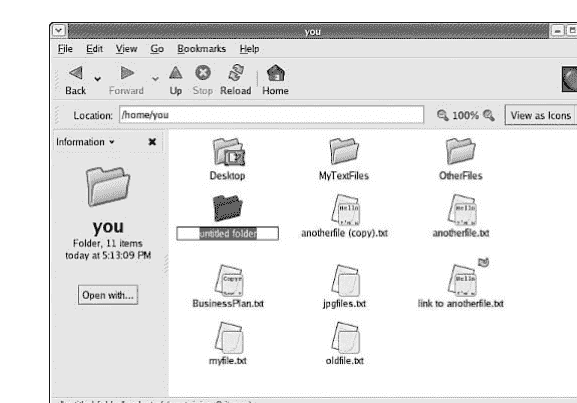 you
File Edit View Go Bookmarks Help
Back Forward Up Stop Reload Home
Location: /home/you 100% View as Icons
Information
you
Folder, 11 items
today at 5:13:09 PM
Open with...
Desktop MyTextFiles OtherFiles
untitled folder anotherfile (copy).txt anotherfile.txt
BusinessPlan.txt jpgfiles.txt link to anotherfile.txt
myfile.txt oldfile.txt